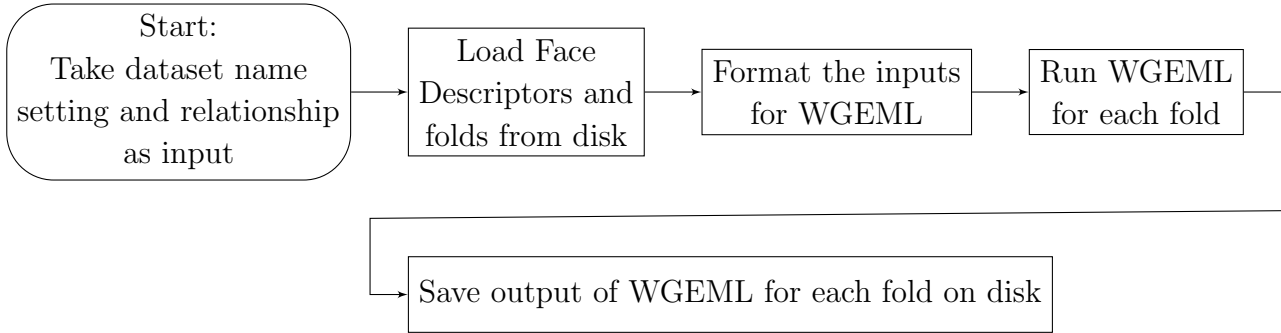 Start:
Take dataset name
setting and relationship
as input
Load Face
Descriptors and
folds from disk
Format the inputs
for WGEML
Run WGEML
for each fold
Save output of WGEML for each fold on disk